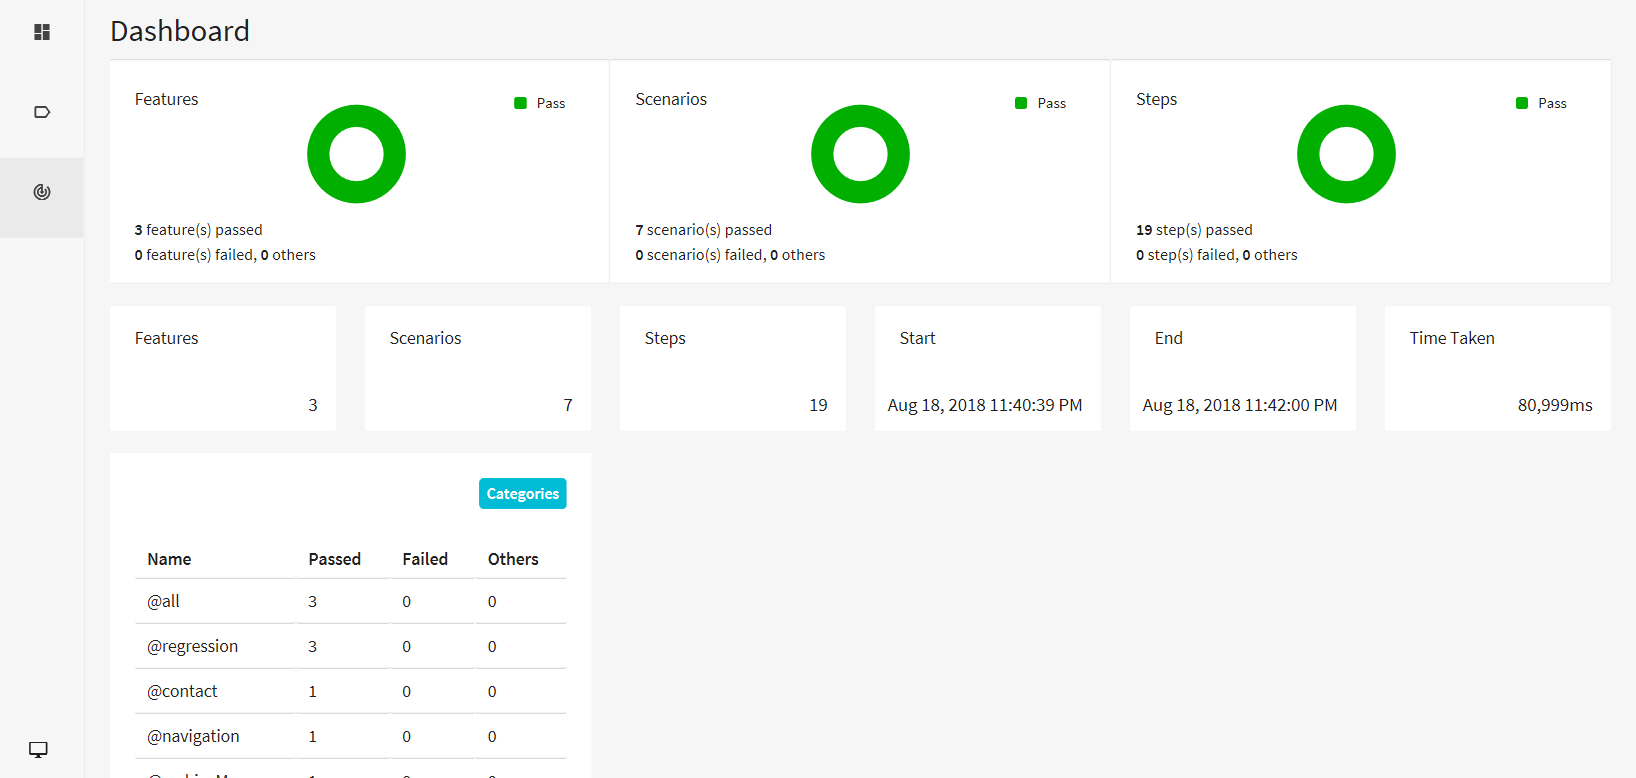 Dashboard
Features
Pass
3 feature(s) passed
0 feature(s) failed, 0 others
Scenarios
Pass
7 scenario(s) passed
0 scenario(s) failed, 0 others
Steps
Pass
19 step(s) passed
0 step(s) failed, 0 others
Features
3
Scenarios
7
Steps
19
Start
Aug 18, 2018 11:40:39 PM
End
Aug 18, 2018 11:42:00 PM
Time Taken
80,999ms
Categories
Name Passed Failed Others
@all 3 0 0
@regression 3 0 0
@contact 1 0 0
@navigation 1 0 0